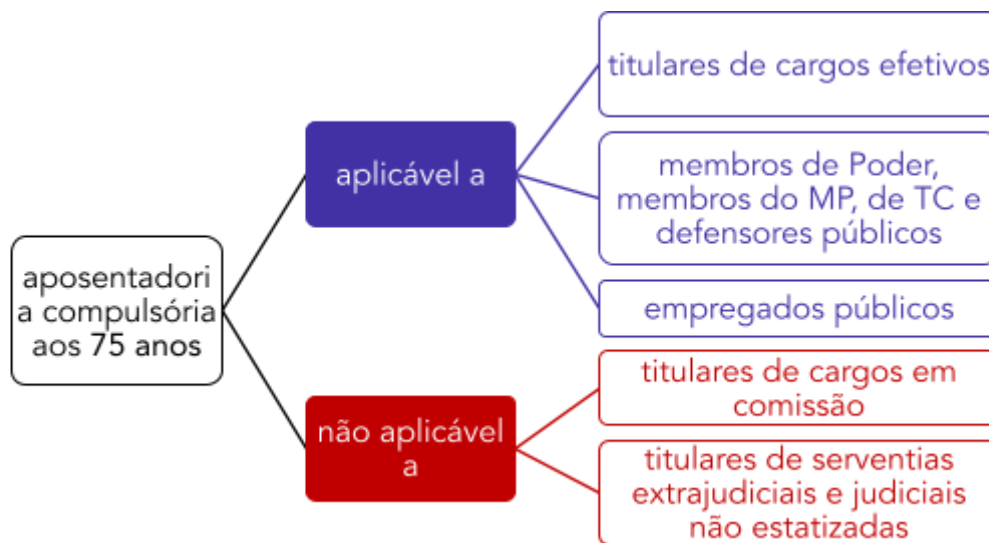 titulares de cargos efetivos
aplicável a
membros de Poder,
membros do MP, de TC e
defensores públicos
aposentadori
a compulsória
aos 75 anos
empregados públicos
não aplicável
a
titulares de cargos em
comissão
titulares de serventias
extrajudiciais e judiciais
não estatizadas